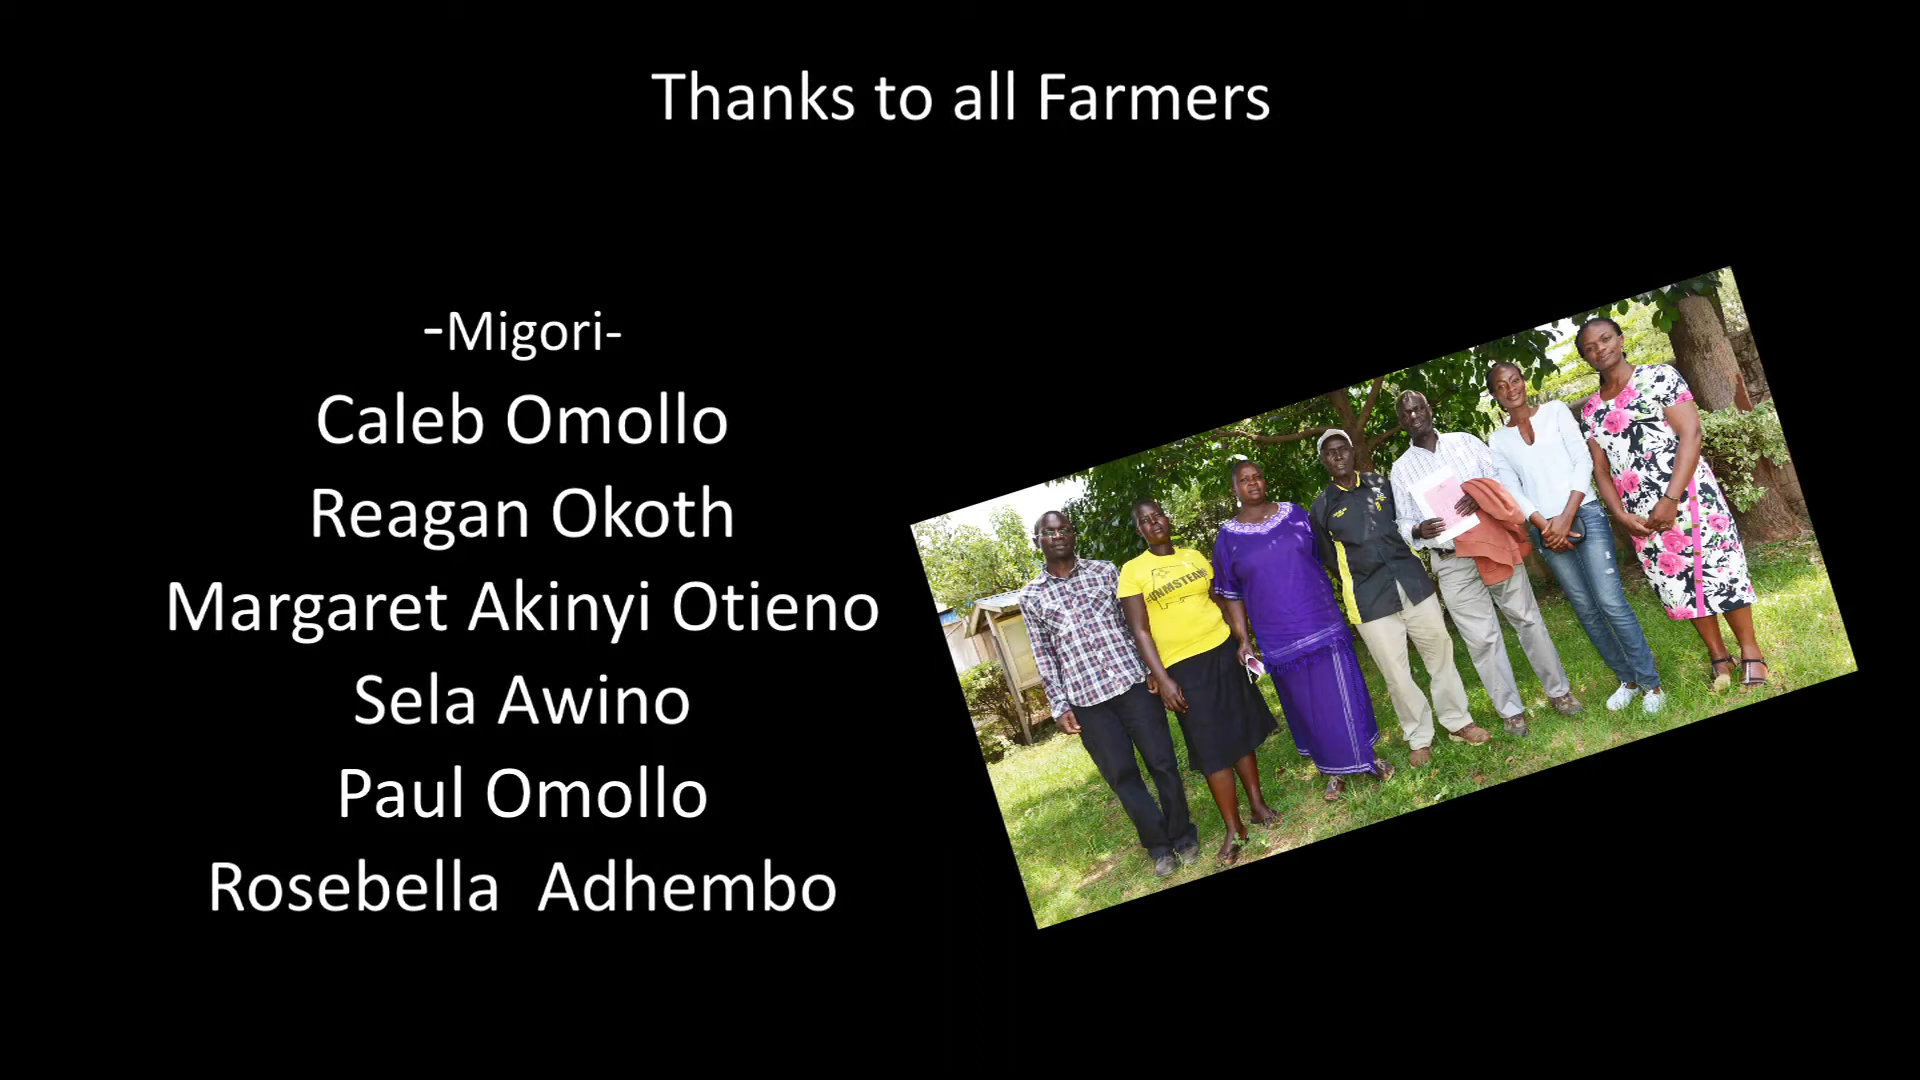 Thanks to all Farmers
-Migori-
Caleb Omollo
Reagan Okoth
Margaret Akinyi Otieno
Sela Awino
Paul Omollo
Rosebella  Adhembo